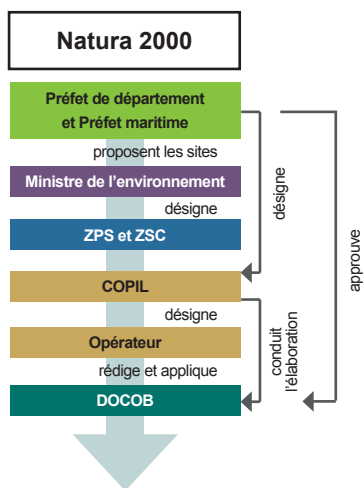 Natura 2000
Préfet de département
et Préfet maritime
proposent les sites
Ministre de l'environnement
désigne
ZPS et ZSC
COPIL
désigne
Opérateur
rédige et applique
DOCOB
désigne
conduit
l'élaboration
approuve